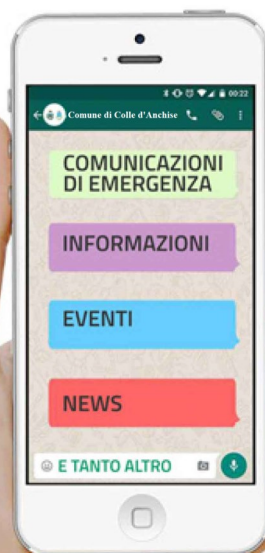 00:22
Comune di Colle d'Anchise
COMUNICAZIONI
DI EMERGENZA
INFORMAZIONI
EVENTI
NEWS
E TANTO ALTRO